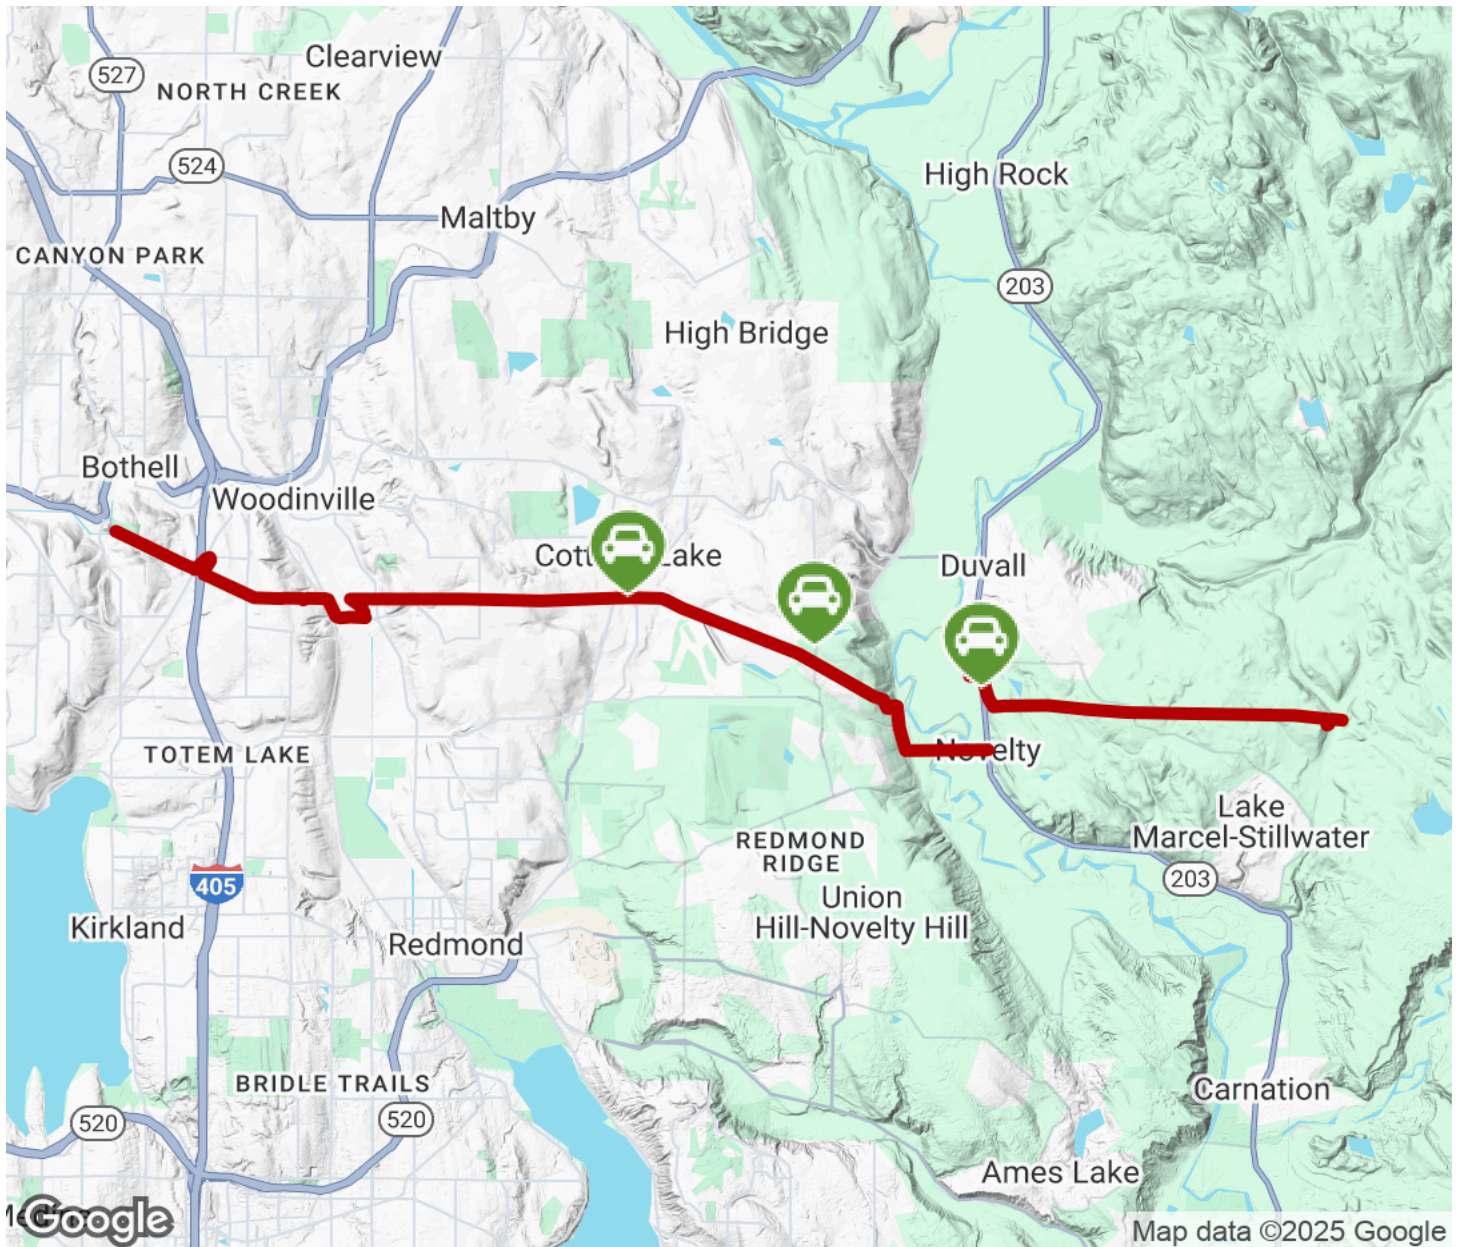 Clearview
527
NORTH CREEK
524
High Rock
Maltby
CANYON PARK
203
High Bridge
Bothell
Woodinville
Lake
Duvall
TOTEM LAKE
Lake
Marcel-Stillwater
REDMOND
RIDGE
203
405
Union
Hill-Novelty Hill
Kirkland
Redmond
BRIDLE TRAILS
Carnation
520
520
Ames Lake
Google
Map data ©2025 Google